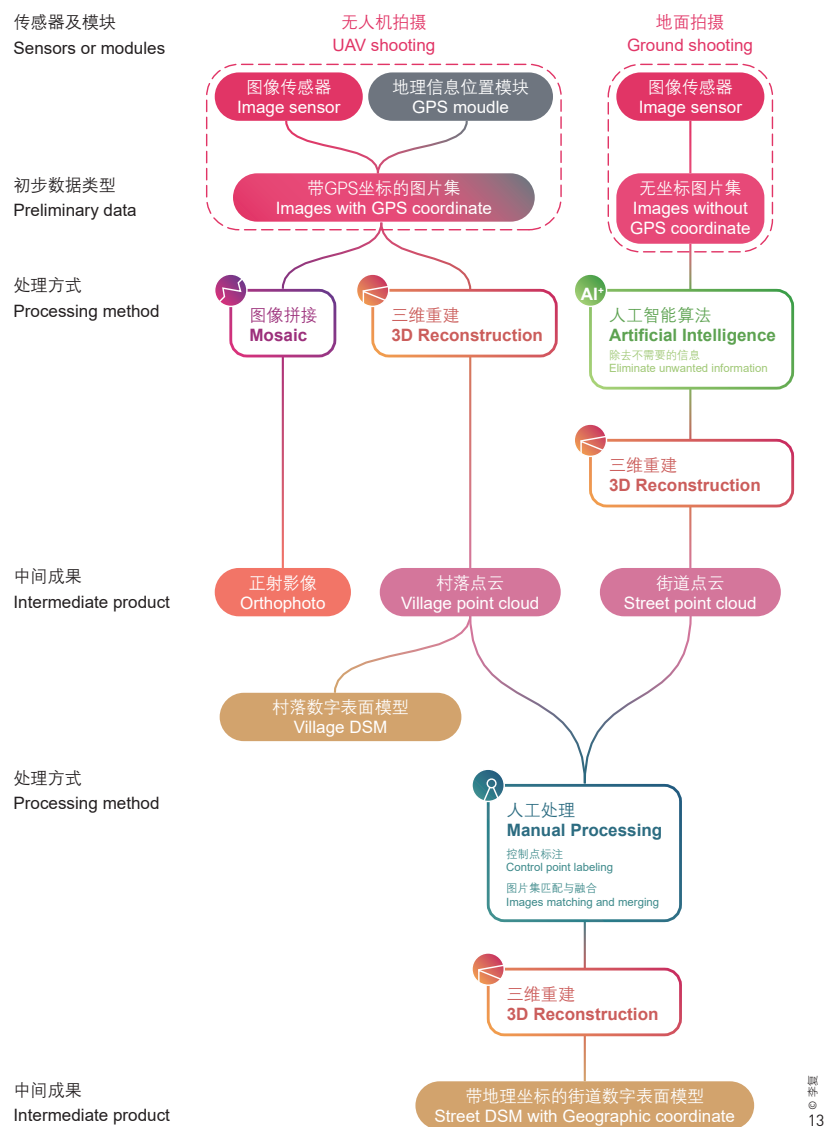 传感器及模块
Sensors or modules
无人机拍摄
UAV shooting
地面拍摄
Ground shooting
图像传感器
Image sensor
地理信息位置模块
GPS moudle
图像传感器
Image sensor
初步数据类型
Preliminary data
带GPS坐标的图片集
Images with GPS coordinate
无坐标图片集
Images without
GPS coordinate
处理方式
Processing method
图像拼接
Mosaic
三维重建
3D Reconstruction
AI+
人工智能算法
Artificial Intelligence
除去不需要的信息
Eliminate unwanted information
三维重建
3D Reconstruction
中间成果
Intermediate product
正射影像
Orthophoto
村落点云
Village point cloud
街道点云
Street point cloud
村落数字表面模型
Village DSM
处理方式
Processing method
人工处理
Manual Processing
控制点标注
Control point labeling
图片集匹配与融合
Images matching and merging
三维重建
3D Reconstruction
中间成果
Intermediate product
带地理坐标的街道数字表面模型
Street DSM with Geographic coordinate
© 李复
13